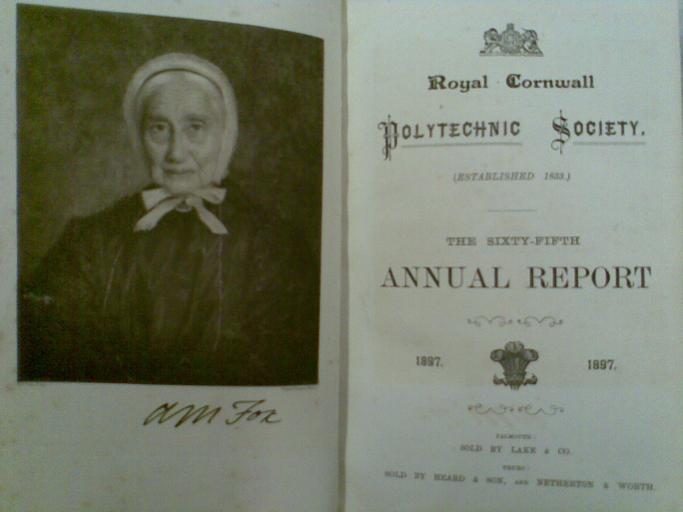 AM Fox
Royal Cornwall
POLYTECHNIC SOCIETY.
(ESTABLISHED 1833.)
THE SIXTY-FIFTH
ANNUAL REPORT
1897. 1897.
FALMOUTH:
SOLD BY LAKE & CO.
TRURO:
SOLD BY HEARD & SON, AND NETHERTON & WORTH.